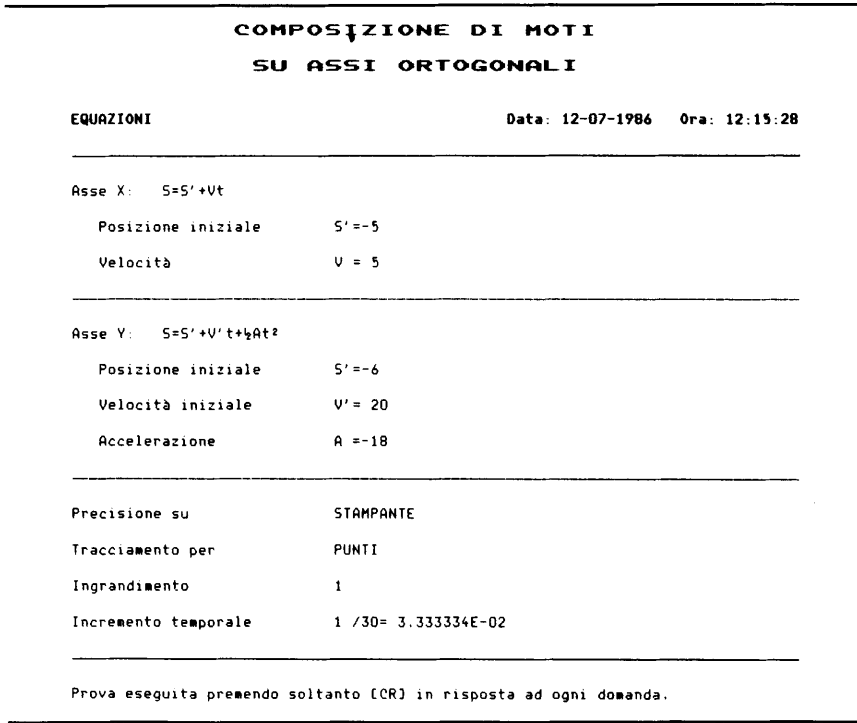 COMPOSIZIONE DI MOTI
SU ASSI ORTOGONALI
EQUAZIONI Data: 12-07-1986 Ora: 12:15:28
Asse X: S=S'+Vt
Posizione iniziale S'=-5
Velocità V = 5
Asse Y: S=S'+V't+½At²
Posizione iniziale S'=-6
Velocità iniziale V'= 20
Accelerazione A =-18
Precisione su STAMPANTE
Tracciamento per PUNTI
Ingrandimento 1
Incremento temporale 1 /30= 3.333334E-02
Prova eseguita premendo soltanto [CR] in risposta ad ogni domanda.